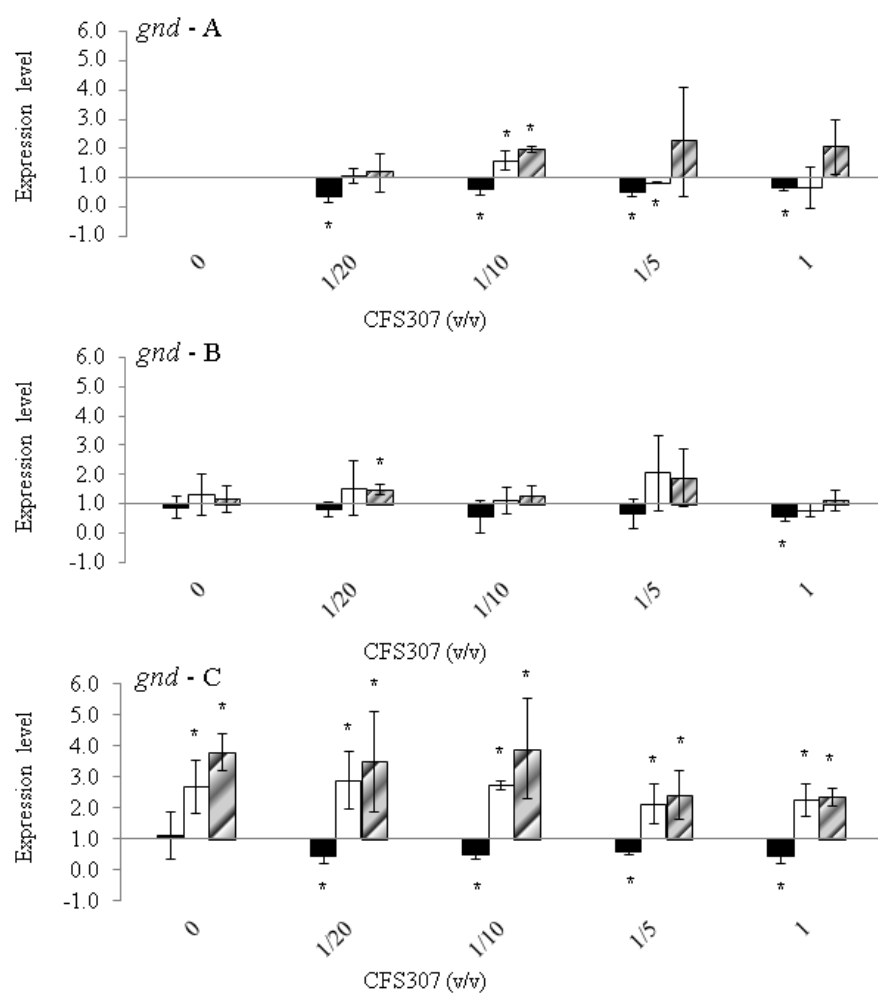 gnd - A
Expression level
6.0
5.0
4.0
3.0
2.0
1.0
0.0
-1.0
* * * * * * *
0 1/20 1/10 1/5 1
CFS307 (v/v)
gnd - B
Expression level
6.0
5.0
4.0
3.0
2.0
1.0
0.0
-1.0
* *
0 1/20 1/10 1/5 1
CFS307 (v/v)
gnd - C
Expression level
6.0
5.0
4.0
3.0
2.0
1.0
0.0
-1.0
* * * * * * * * * * * * * *
0 1/20 1/10 1/5 1
CFS307 (v/v)